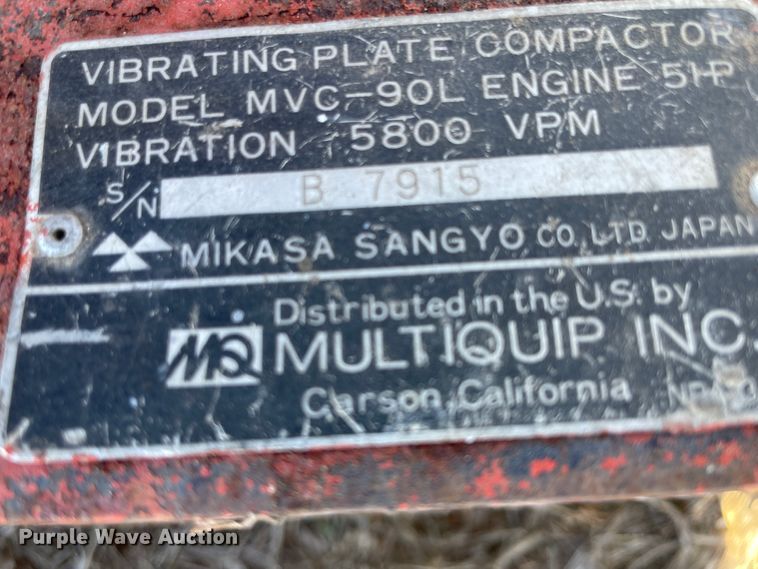 VIBRATING PLATE COMPACTOR
MODEL MVC-90L ENGINE 5HP
VIBRATION 5800 VPM
S/N B 7915
MIKASA SANGYO CO., LTD. JAPAN
Distributed in the U.S. by
MQ MULTIQUIP INC.
Carson, California
Purple Wave Auction